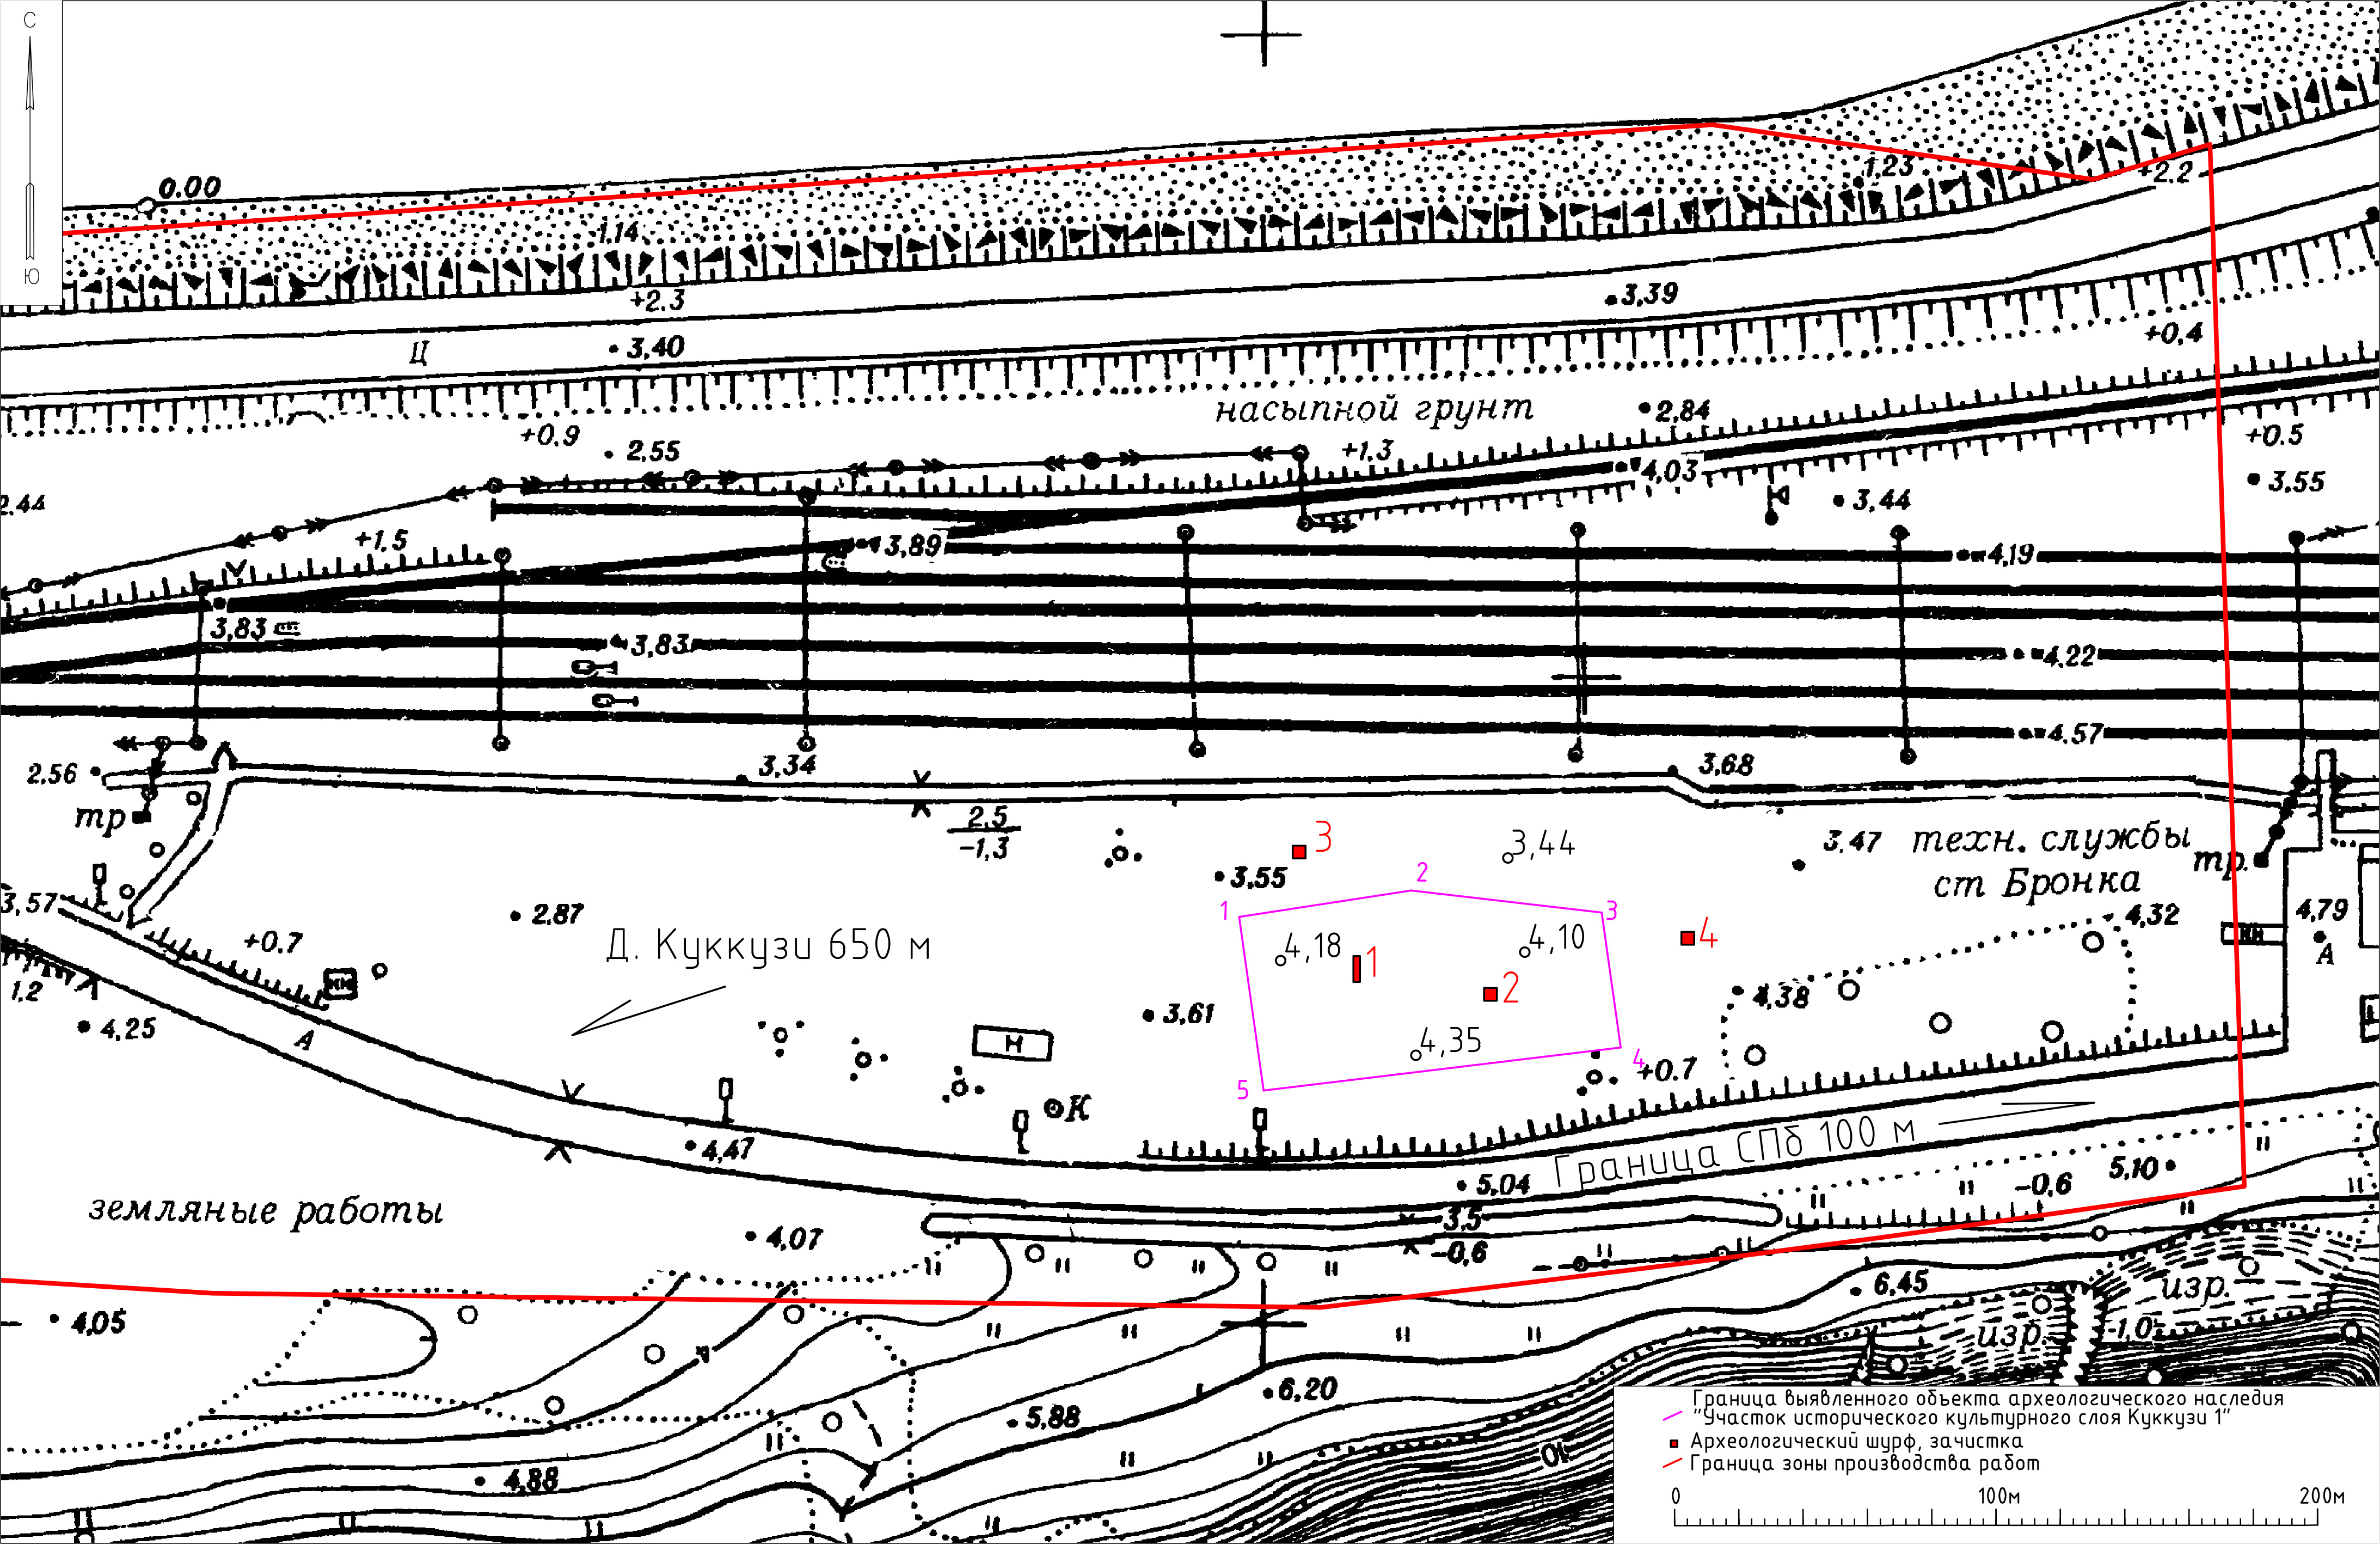 С
Ю
0.00
1,23
+2.2
1,14
+2.3
3,39
Ц
3,40
+0,4
насыпной грунт
2,84
+0,9
2,55
+1,3
4,03
+0.5
3,55
2.44
3,44
+1,5
3,89
4,19
3,83
3,83
4,22
4.57
2,56
3,34
3,68
тр
2,5
-1,3
3
3,44
3,47
техн. службы
ст Бронка
тр.
3,55
2
1
3
3,57
2,87
4
4,32
4,79
КН
А
+0.7
Д. Куккузи 650 м
4,18
1
4,10
2
4,38
1,2
КН
4,25
А
3,61
Н
4,35
4
+0.7
5
К
4,47
Граница СПб 100 м
5,04
-0,6
5,10
земляные работы
4,07
3,5
-0,6
4,05
6,45
изр.
изр.
-1,0
6,20
5,88
4,88
10
Граница выявленного объекта археологического наследия
"Участок исторического культурного слоя Куккузи 1"
Археологический шурф, зачистка
Граница зоны производства работ
0
100м
200м